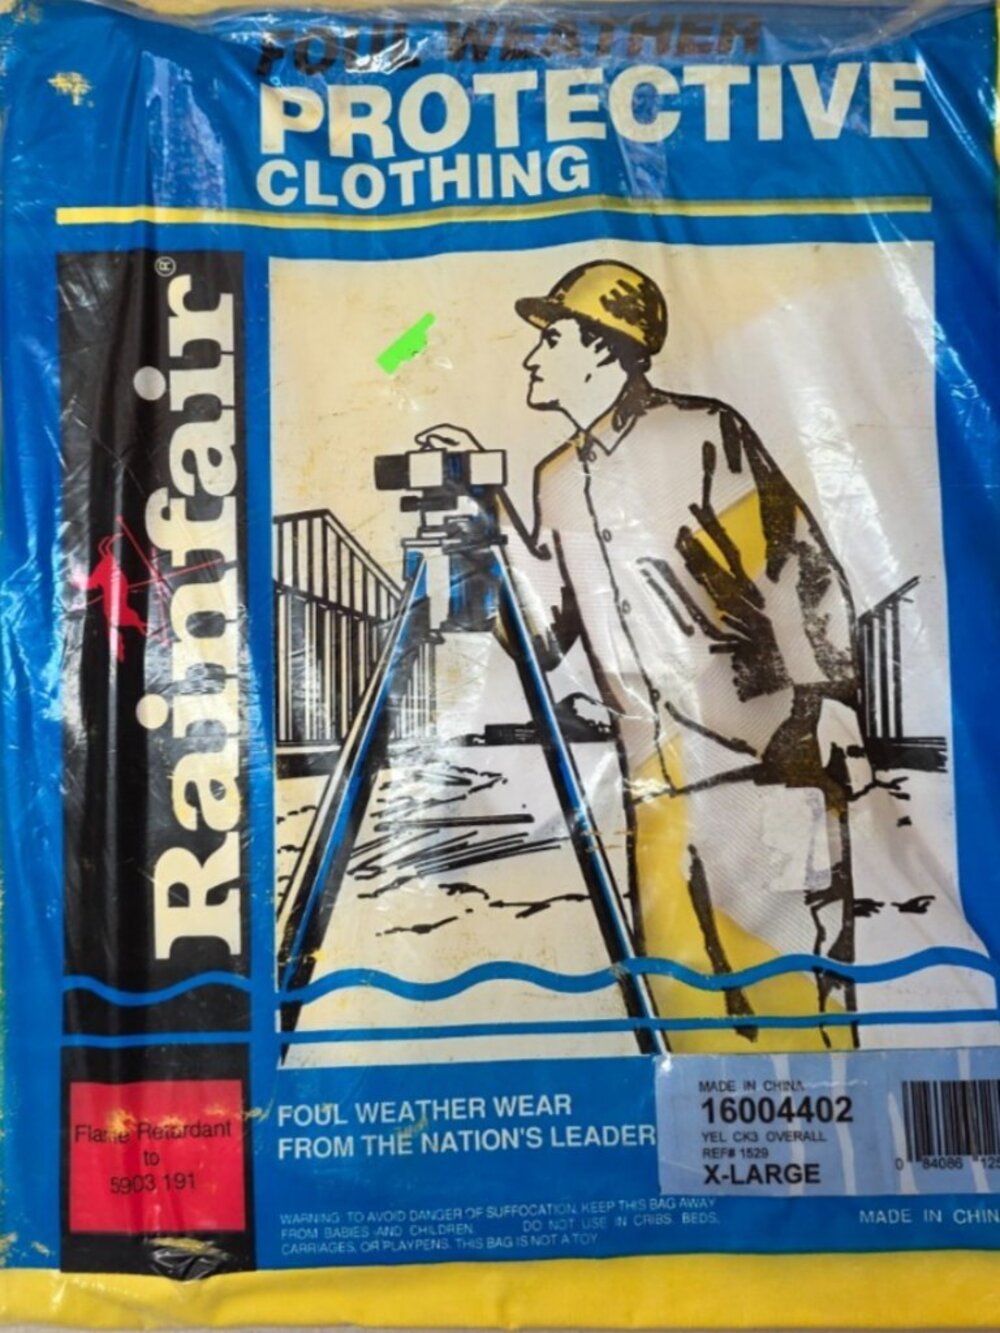 FOUL WEATHER
PROTECTIVE
CLOTHING
Rainfair®
Flame Retardant
to
5903 191
FOUL WEATHER WEAR
FROM THE NATION'S LEADER
MADE IN CHINA
16004402
YEL CK3 OVERALL
REF# 1529
X-LARGE
0 84086 125
WARNING: TO AVOID DANGER OF SUFFOCATION, KEEP THIS BAG AWAY
FROM BABIES AND CHILDREN. DO NOT USE IN CRIBS, BEDS,
CARRIAGES, OR PLAYPENS. THIS BAG IS NOT A TOY
MADE IN CHIN